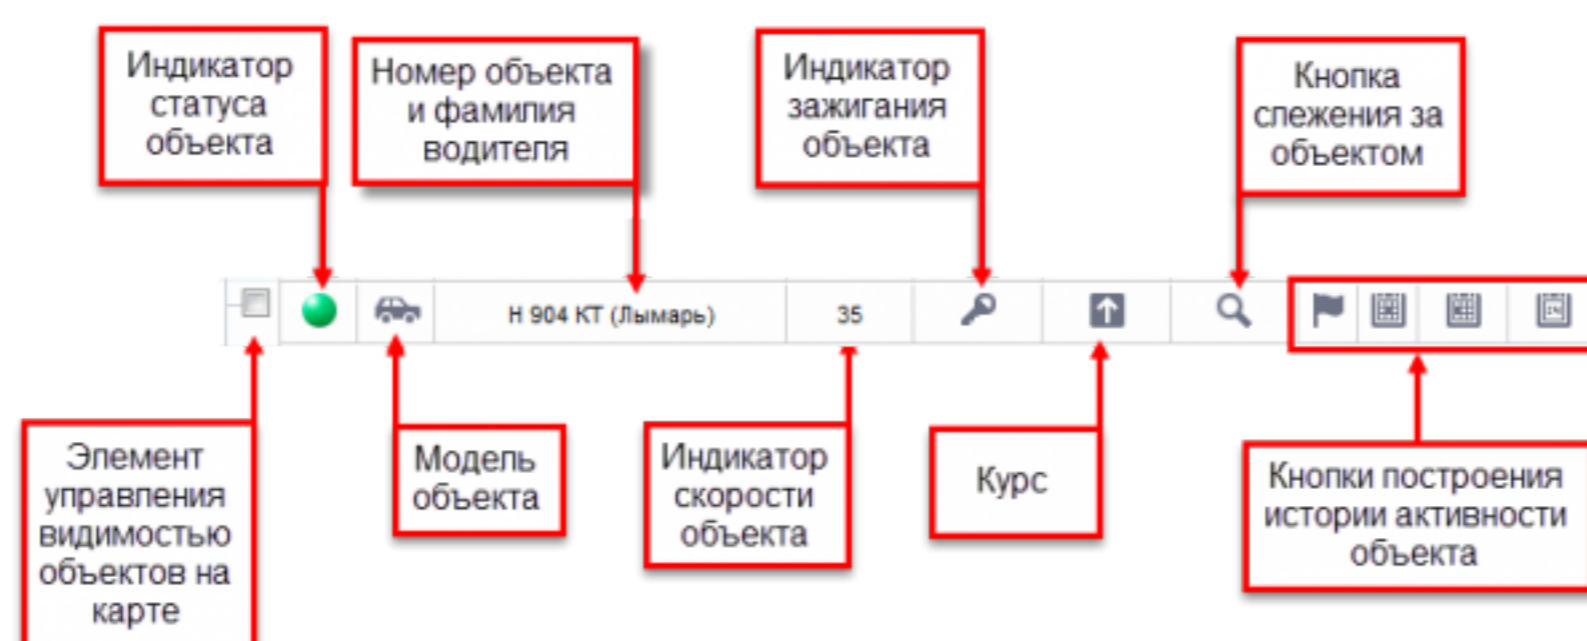 Индикатор
статуса
объекта
Номер объекта
и фамилия
водителя
Индикатор
зажигания
объекта
Кнопка
слежения за
объектом
Н 904 КТ (Лымарь)
35
Элемент
управления
видимостью
объектов на
карте
Модель
объекта
Индикатор
скорости
объекта
Курс
Кнопки построения
истории активности
объекта